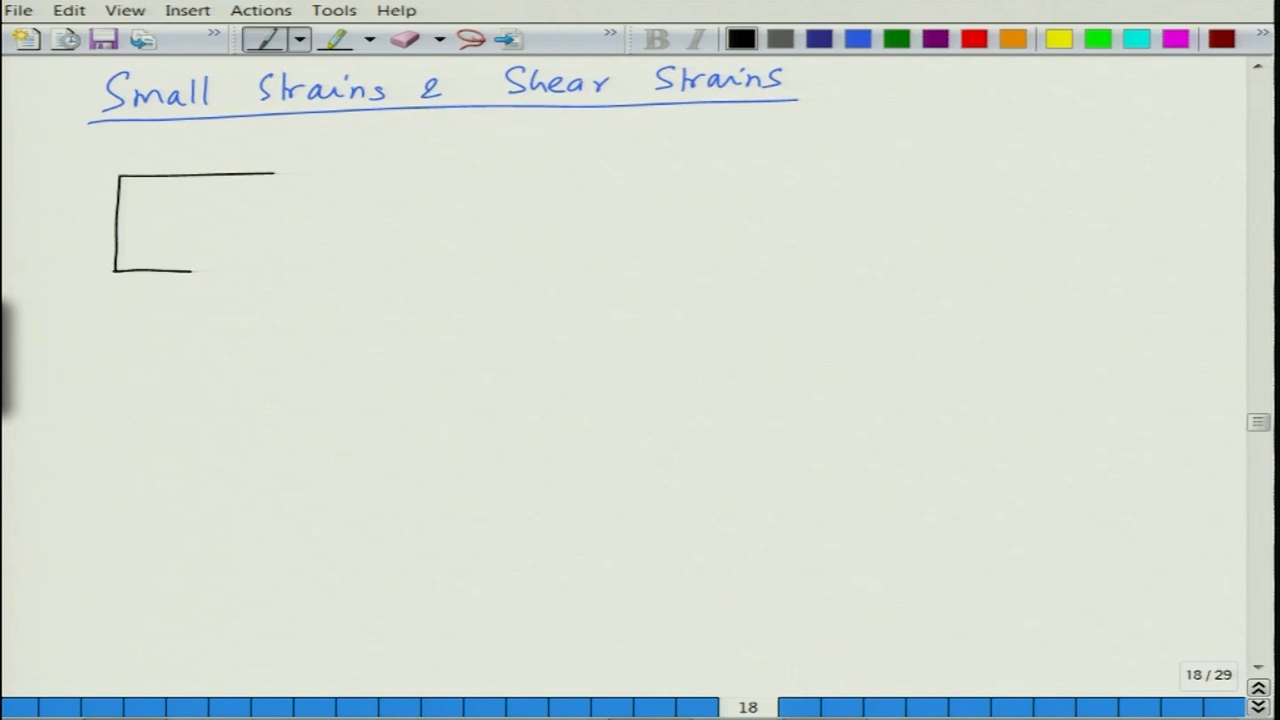 File Edit View Insert Actions Tools Help
B I
Small Strains & Shear Strains
18 / 29
18